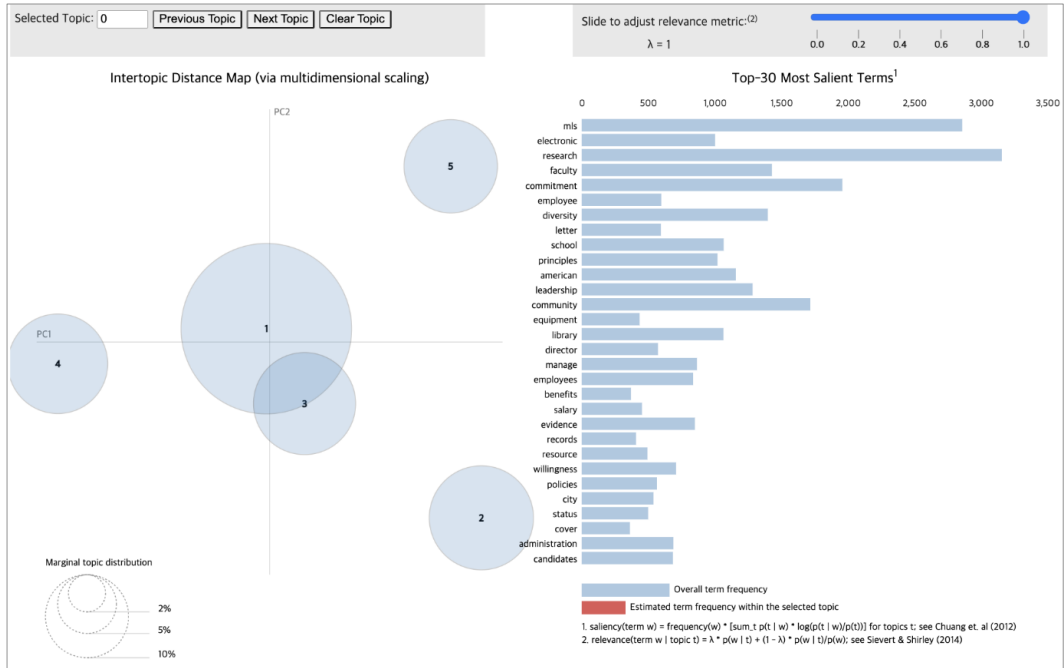 Selected Topic: 0 Previous Topic Next Topic Clear Topic
Slide to adjust relevance metric:(2)
λ = 1
0.0 0.2 0.4 0.6 0.8 1.0
Intertopic Distance Map (via multidimensional scaling)
PC2
PC1
5
1
4
3
2
Marginal topic distribution
2%
5%
10%
Top-30 Most Salient Terms1
0 500 1,000 1,500 2,000 2,500 3,000 3,500
mls
electronic
research
faculty
commitment
employee
diversity
letter
school
principles
american
leadership
community
equipment
library
director
manage
employees
benefits
salary
evidence
records
resource
willingness
policies
city
status
cover
administration
candidates
Overall term frequency
Estimated term frequency within the selected topic
1. saliency(term w) = frequency(w) * [sum_t p(t | w) * log(p(t | w)/p(t))] for topics t; see Chuang et. al (2012)
2. relevance(term w | topic t) = λ * p(w | t) + (1 - λ) * p(w | t)/p(w); see Sievert & Shirley (2014)